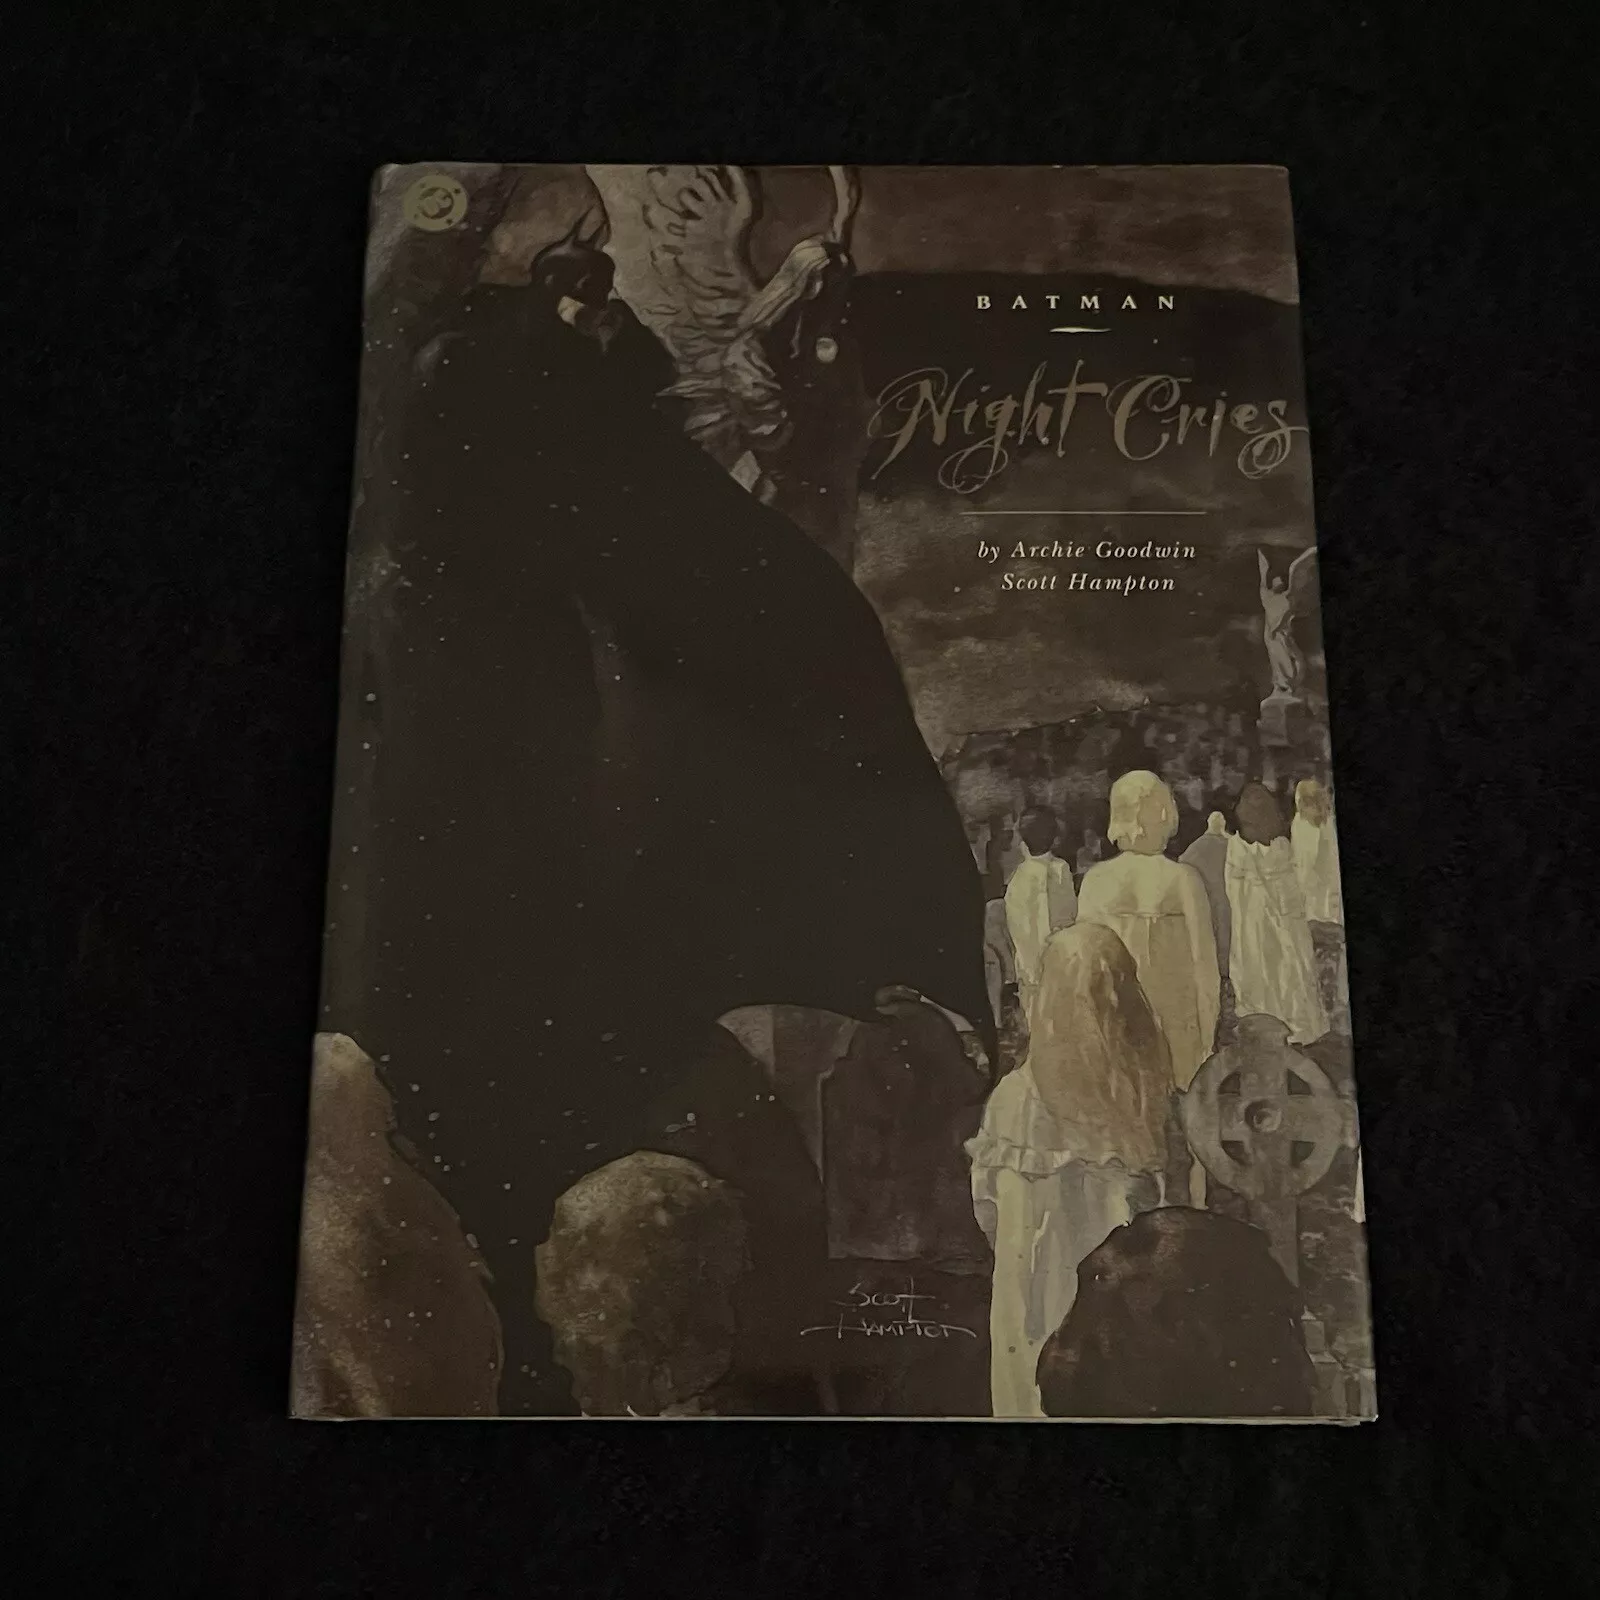 BATMAN
Night Cries
by Archie Goodwin
Scott Hampton
SCOTT
HAMPTON